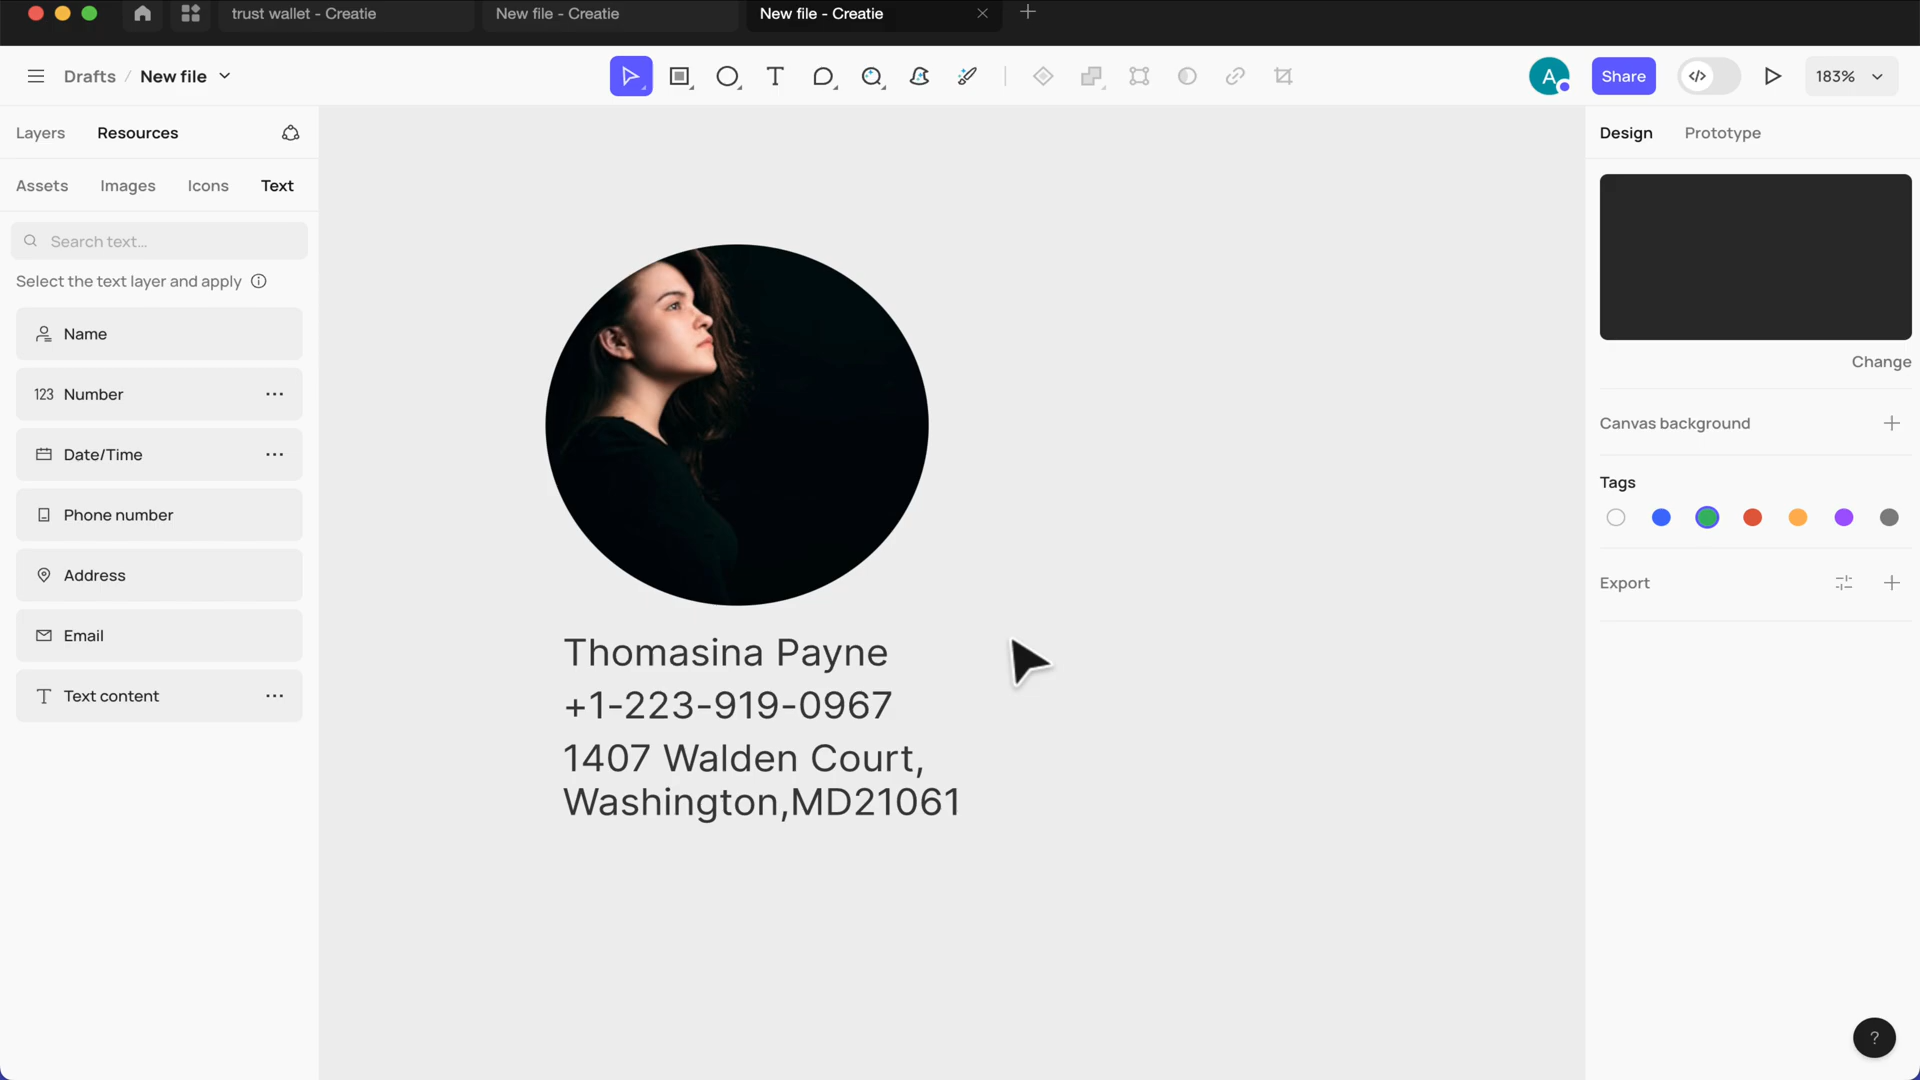 trust wallet - Creatie
New file - Creatie
New file - Creatie
Drafts / New file
A
Share
183%
Layers
Resources
Assets
Images
Icons
Text
Search text...
Select the text layer and apply
Name
123 Number
Date/Time
Phone number
Address
Email
Text content
Thomasina Payne
+1-223-919-0967
1407 Walden Court,
Washington,MD21061
Design
Prototype
Change
Canvas background
Tags
Export
?